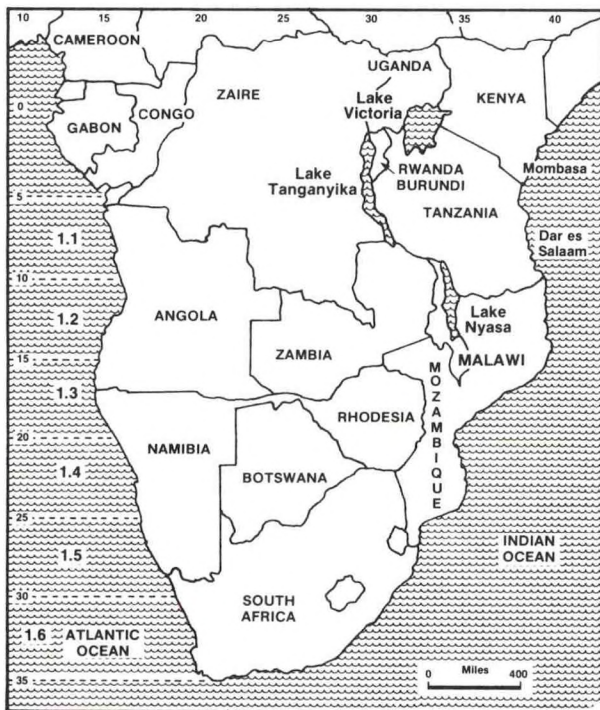 10 15 20 25 30 35 40
CAMEROON
UGANDA
ZAIRE
Lake
Victoria
KENYA
0
CONGO
GABON
Lake
Tanganyika
RWANDA
BURUNDI
Mombasa
5
TANZANIA
1.1
Dar es
Salaam
10
1.2
ANGOLA
Lake
Nyasa
15
ZAMBIA
MALAWI
1.3
MOZAMBIQUE
RHODESIA
20
NAMIBIA
1.4
BOTSWANA
25
1.5
INDIAN
OCEAN
30
SOUTH
AFRICA
1.6
ATLANTIC
OCEAN
Miles
0 400
35